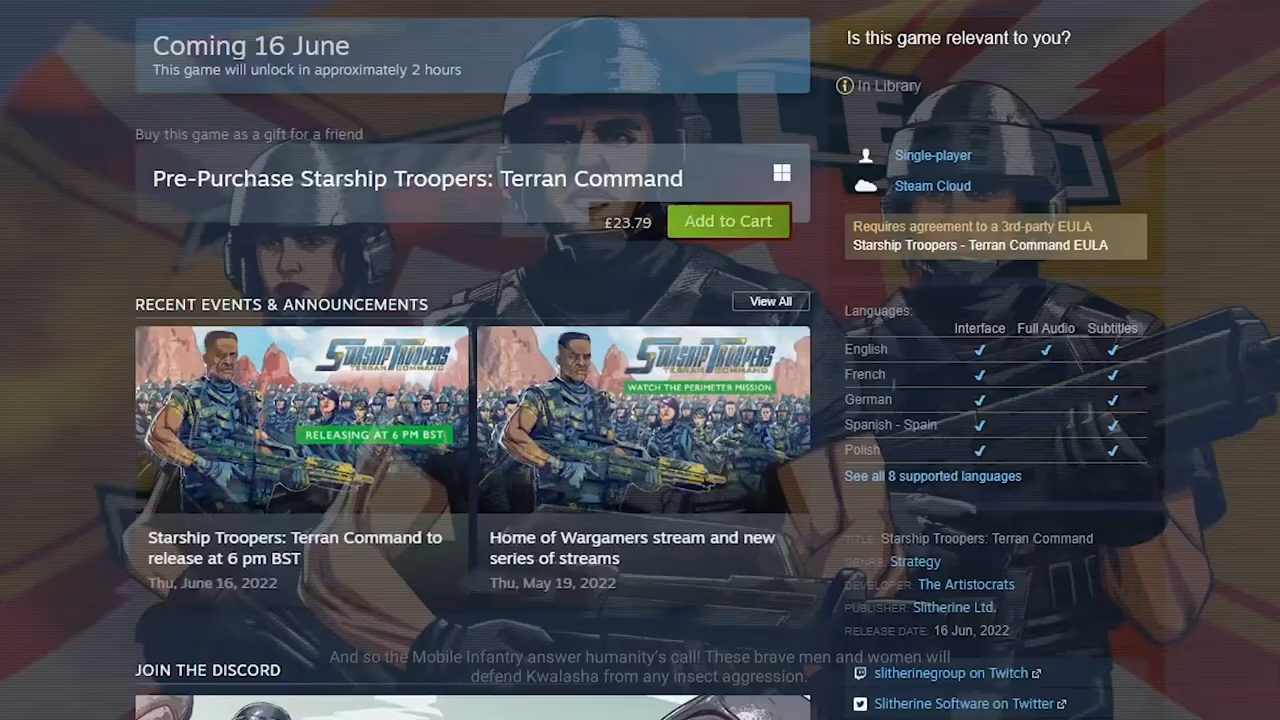 Coming 16 June
This game will unlock in approximately 2 hours
Buy this game as a gift for a friend
Pre-Purchase Starship Troopers: Terran Command
£23.79
Add to Cart
RECENT EVENTS & ANNOUNCEMENTS
View All
STARSHIP TROOPERS
TERRAN COMMAND
RELEASING AT 6 PM BST
Starship Troopers: Terran Command to
release at 6 pm BST
Thu, June 16, 2022
STARSHIP TROOPERS
TERRAN COMMAND
WATCH THE PERIMETER MISSION
Home of Wargamers stream and new
series of streams
Thu, May 19, 2022
JOIN THE DISCORD
And so the Mobile Infantry answer humanity's call! These brave men and women will
defend Kwalasha from any insect aggression.
Is this game relevant to you?
In Library
Single-player
Steam Cloud
Requires agreement to a 3rd-party EULA
Starship Troopers - Terran Command EULA
Languages:
Interface Full Audio Subtitles
English ✔ ✔ ✔
French ✔ ✔
German ✔ ✔
Spanish - Spain ✔ ✔
Polish ✔ ✔
See all 8 supported languages
TITLE: Starship Troopers: Terran Command
GENRE: Strategy
DEVELOPER: The Artistocrats
PUBLISHER: Slitherine Ltd.
RELEASE DATE: 16 Jun, 2022
slitherinegroup on Twitch
Slitherine Software on Twitter